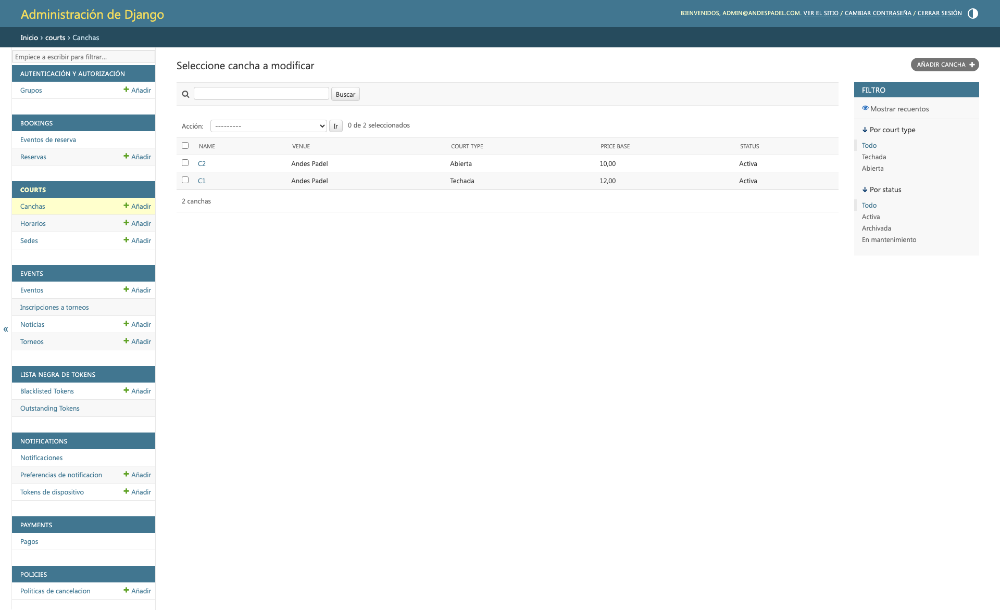 Administración de Django
BIENVENIDOS, ADMIN@ANDESPADEL.COM. VER EL SITIO / CAMBIAR CONTRASEÑA / CERRAR SESIÓN
Inicio › courts › Canchas
Empiece a escribir para filtrar...
AUTENTICACIÓN Y AUTORIZACIÓN
Grupos Añadir
BOOKINGS
Eventos de reserva
Reservas Añadir
COURTS
Canchas Añadir
Horarios Añadir
Sedes Añadir
EVENTS
Eventos Añadir
Inscripciones a torneos
Noticias Añadir
Torneos Añadir
LISTA NEGRA DE TOKENS
Blacklisted Tokens Añadir
Outstanding Tokens
NOTIFICATIONS
Notificaciones
Preferencias de notificacion Añadir
Tokens de dispositivo Añadir
PAYMENTS
Pagos
POLICIES
Politicas de cancelacion Añadir
«
Seleccione cancha a modificar
AÑADIR CANCHA
Buscar
Acción: --------- Ir 0 de 2 seleccionados
NAME VENUE COURT TYPE PRICE BASE STATUS
C2 Andes Padel Abierta 10,00 Activa
C1 Andes Padel Techada 12,00 Activa
2 canchas
FILTRO
Mostrar recuentos
↓ Por court type
Todo
Techada
Abierta
↓ Por status
Todo
Activa
Archivada
En mantenimiento